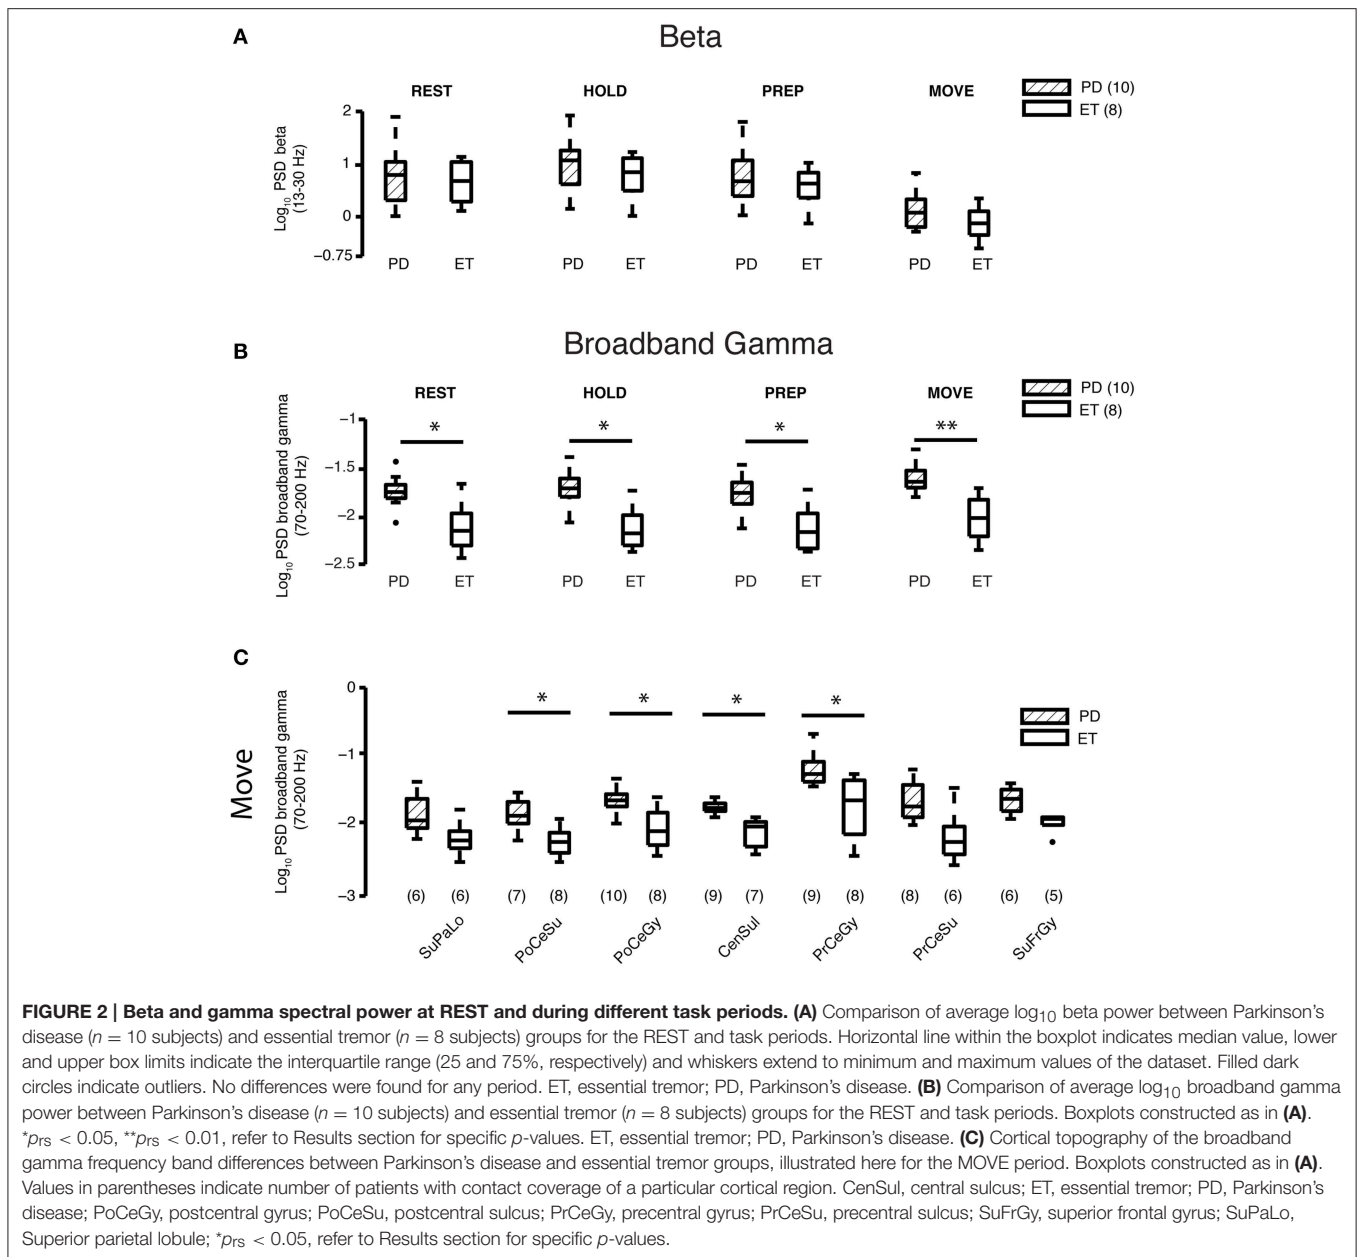 A
Beta
REST HOLD PREP MOVE
PD (10)
ET (8)
Log10 PSD beta
(13-30 Hz)
2
1
0
−0.75
PD ET PD ET PD ET PD ET
B
Broadband Gamma
REST HOLD PREP MOVE
PD (10)
ET (8)
Log10 PSD broadband gamma
(70-200 Hz)
−1
−1.5
−2
−2.5
* * * **
PD ET PD ET PD ET PD ET
C
Move
Log10 PSD broadband gamma
(70-200 Hz)
0
−1
−2
−3
* * * *
PD
ET
(6) (6) (7) (8) (10) (8) (9) (7) (9) (8) (8) (6) (6) (5)
SuPaLo PoCeSu PoCeGy CenSul PrCeGy PrCeSu SuFrGy
FIGURE 2 | Beta and gamma spectral power at REST and during different task periods. (A) Comparison of average log10 beta power between Parkinson's
disease (n = 10 subjects) and essential tremor (n = 8 subjects) groups for the REST and task periods. Horizontal line within the boxplot indicates median value, lower
and upper box limits indicate the interquartile range (25 and 75%, respectively) and whiskers extend to minimum and maximum values of the dataset. Filled dark
circles indicate outliers. No differences were found for any period. ET, essential tremor; PD, Parkinson's disease. (B) Comparison of average log10 broadband gamma
power between Parkinson's disease (n = 10 subjects) and essential tremor (n = 8 subjects) groups for the REST and task periods. Boxplots constructed as in (A).
*prs < 0.05, **prs < 0.01, refer to Results section for specific p-values. ET, essential tremor; PD, Parkinson's disease. (C) Cortical topography of the broadband
gamma frequency band differences between Parkinson's disease and essential tremor groups, illustrated here for the MOVE period. Boxplots constructed as in (A).
Values in parentheses indicate number of patients with contact coverage of a particular cortical region. CenSul, central sulcus; ET, essential tremor; PD, Parkinson's
disease; PoCeGy, postcentral gyrus; PoCeSu, postcentral sulcus; PrCeGy, precentral gyrus; PrCeSu, precentral sulcus; SuFrGy, superior frontal gyrus; SuPaLo,
Superior parietal lobule; *prs < 0.05, refer to Results section for specific p-values.